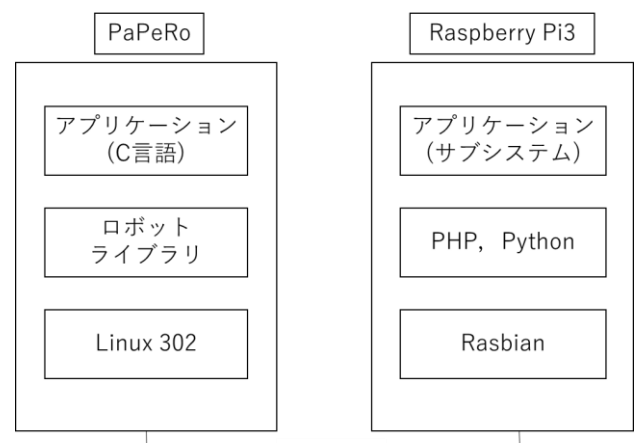 PaPeRo
アプリケーション
(C言語)
ロボット
ライブラリ
Linux 302
Raspberry Pi3
アプリケーション
(サブシステム)
PHP，Python
Rasbian